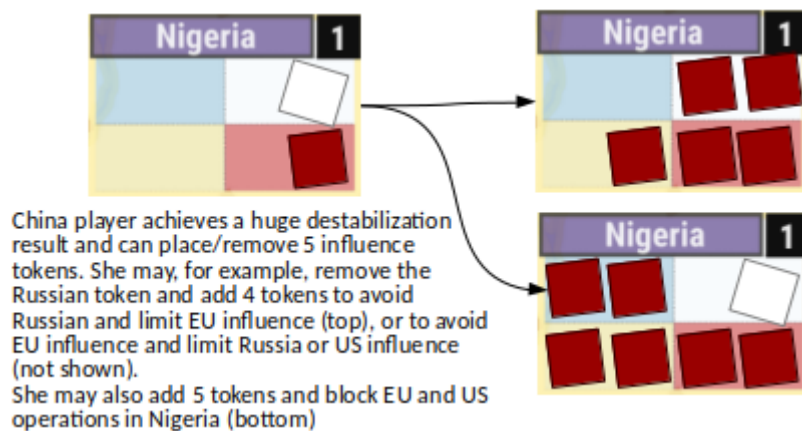 Nigeria 1
Nigeria 1
China player achieves a huge destabilization
result and can place/remove 5 influence
tokens. She may, for example, remove the
Russian token and add 4 tokens to avoid
Russian and limit EU influence (top), or to avoid
EU influence and limit Russia or US influence
(not shown).
She may also add 5 tokens and block EU and US
operations in Nigeria (bottom)
Nigeria 1